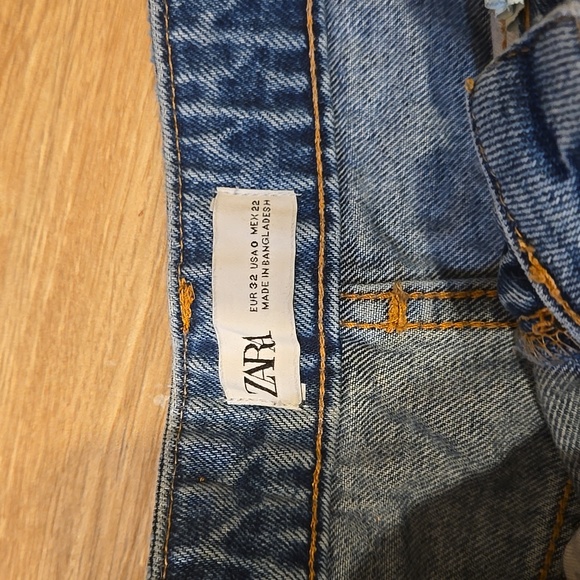 ZARA
EUR 32 USA 0 MEX 22
MADE IN BANGLADESH